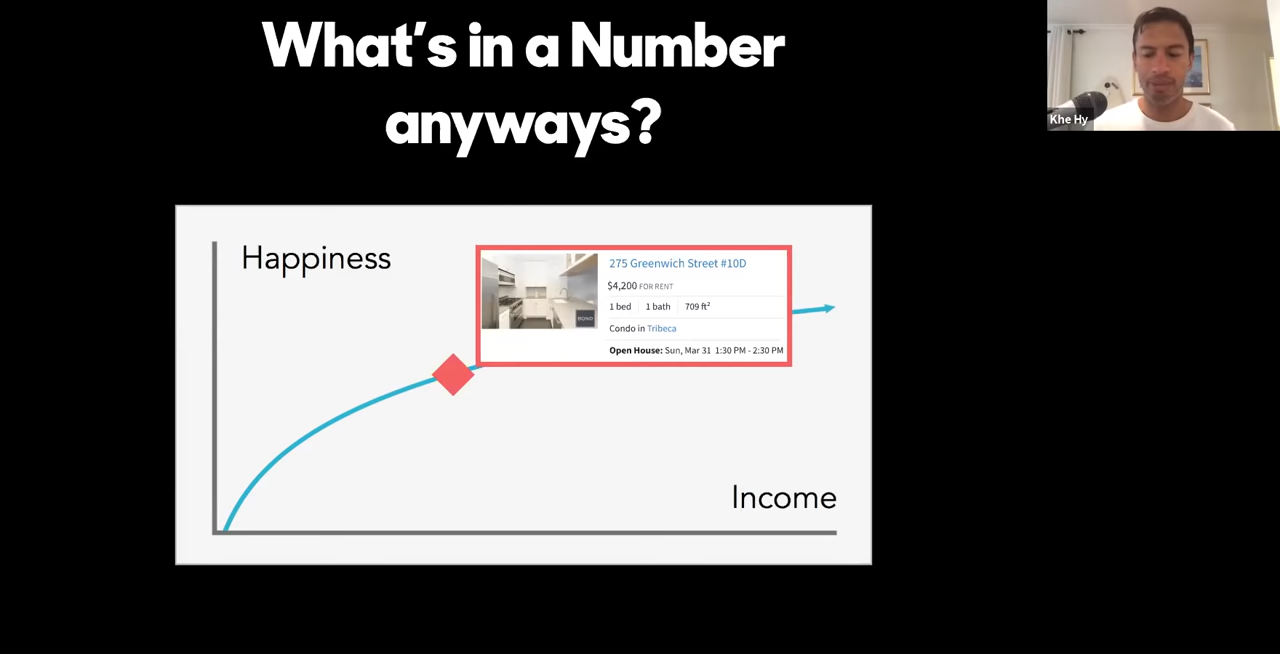 What's in a Number
anyways?
Khe Hy
Happiness
275 Greenwich Street #10D
$4,200 FOR RENT
1 bed 1 bath 709 ft²
BOND
Condo in Tribeca
Open House: Sun, Mar 31 1:30 PM - 2:30 PM
Income